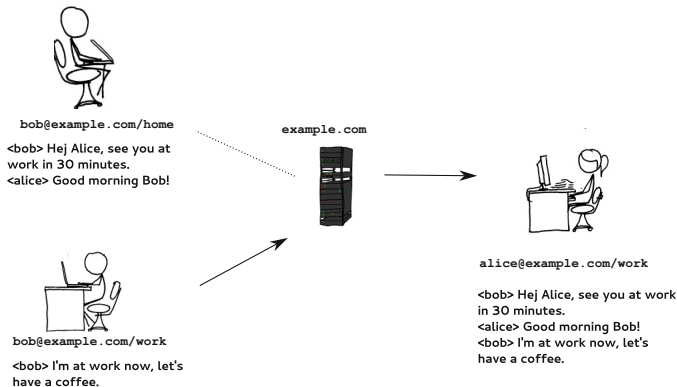 bob@example.com/home
<bob> Hej Alice, see you at
work in 30 minutes.
<alice> Good morning Bob!
example.com
bob@example.com/work
<bob> I'm at work now, let's
have a coffee.
alice@example.com/work
<bob> Hej Alice, see you at work
in 30 minutes.
<alice> Good morning Bob!
<bob> I'm at work now, let's
have a coffee.